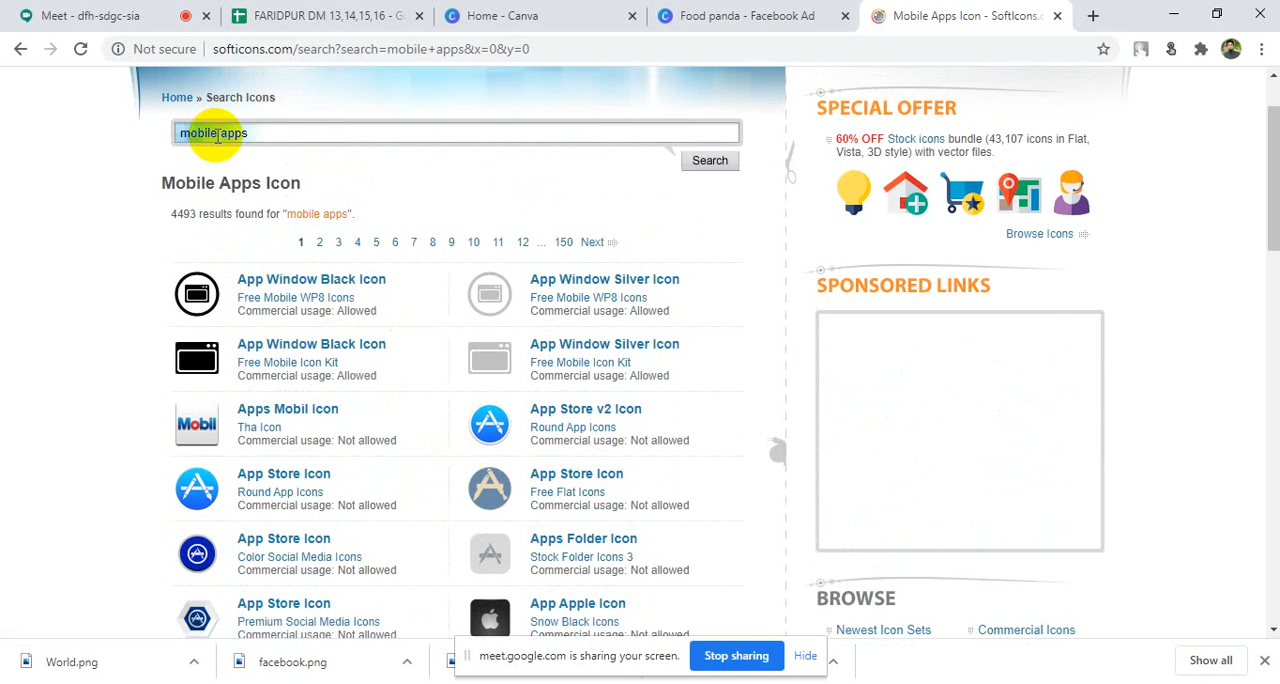 Meet - dfh-sdgc-sia
FARIDPUR DM 13,14,15,16 - G
Home - Canva
Food panda - Facebook Ad
Mobile Apps Icon - SoftIcons.
Not secure softicons.com/search?search=mobile+apps&x=0&y=0
Home » Search Icons
mobile apps
Search
Mobile Apps Icon
4493 results found for "mobile apps".
1 2 3 4 5 6 7 8 9 10 11 12 ... 150 Next
App Window Black Icon
Free Mobile WP8 Icons
Commercial usage: Allowed
App Window Silver Icon
Free Mobile WP8 Icons
Commercial usage: Allowed
App Window Black Icon
Free Mobile Icon Kit
Commercial usage: Allowed
App Window Silver Icon
Free Mobile Icon Kit
Commercial usage: Allowed
Mobil
Apps Mobil Icon
Tha Icon
Commercial usage: Not allowed
App Store v2 Icon
Round App Icons
Commercial usage: Not allowed
App Store Icon
Round App Icons
Commercial usage: Not allowed
App Store Icon
Free Flat Icons
Commercial usage: Not allowed
App Store Icon
Color Social Media Icons
Commercial usage: Not allowed
Apps Folder Icon
Stock Folder Icons 3
Commercial usage: Not allowed
App Store Icon
Premium Social Media Icons
Commercial usage: Not allowed
App Apple Icon
Snow Black Icons
Commercial usage: Not allowed
SPECIAL OFFER
60% OFF Stock icons bundle (43,107 icons in Flat,
Vista, 3D style) with vector files.
Browse Icons
SPONSORED LINKS
BROWSE
Newest Icon Sets
Commercial Icons
World.png
facebook.png
meet.google.com is sharing your screen.
Stop sharing
Hide
Show all